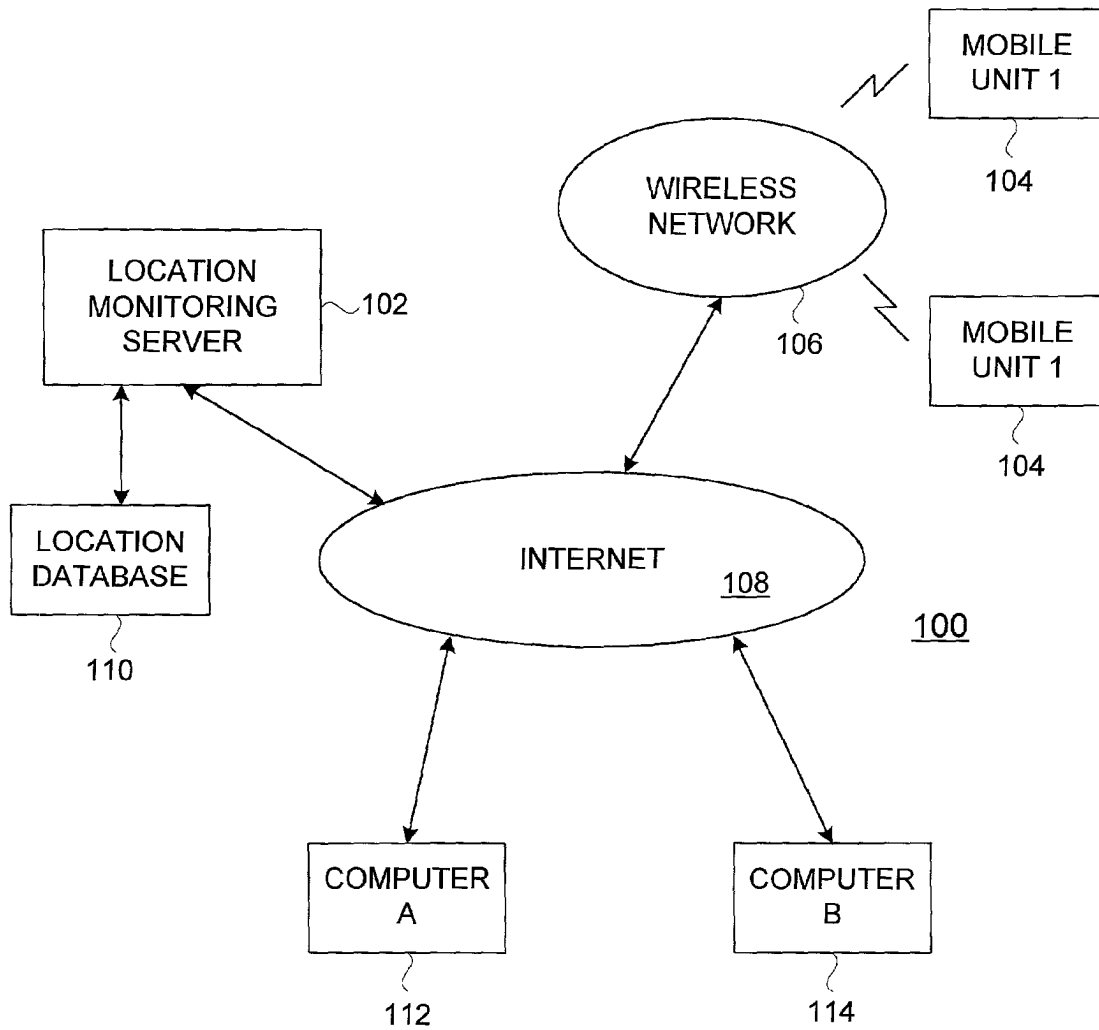 MOBILE
UNIT 1
104
WIRELESS
NETWORK
106
LOCATION
MONITORING
SERVER
102
MOBILE
UNIT 1
104
LOCATION
DATABASE
110
INTERNET
108
100
COMPUTER
A
112
COMPUTER
B
114